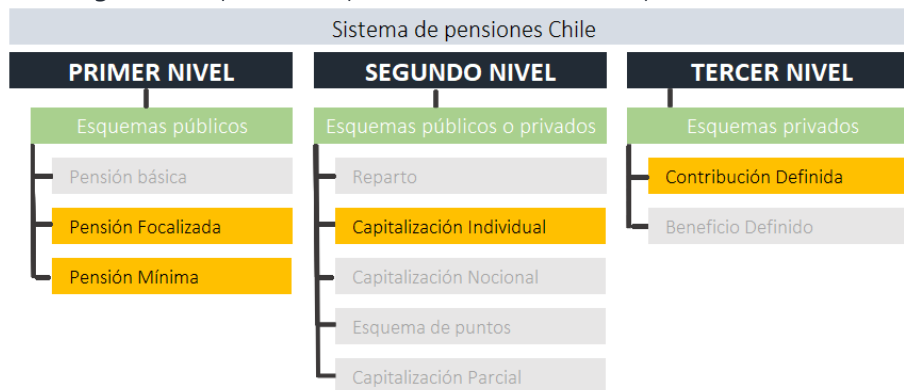 Sistema de pensiones Chile
PRIMER NIVEL
Esquemas públicos
Pensión básica
Pensión Focalizada
Pensión Mínima
SEGUNDO NIVEL
Esquemas públicos o privados
Reparto
Capitalización Individual
Capitalización Nocional
Esquema de puntos
Capitalización Parcial
TERCER NIVEL
Esquemas privados
Contribución Definida
Beneficio Definido